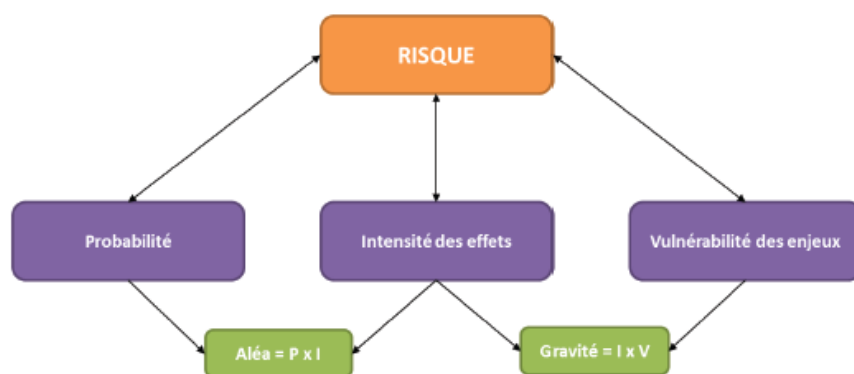 RISQUE
Probabilité
Intensité des effets
Vulnérabilité des enjeux
Aléa = P x I
Gravité = I x V